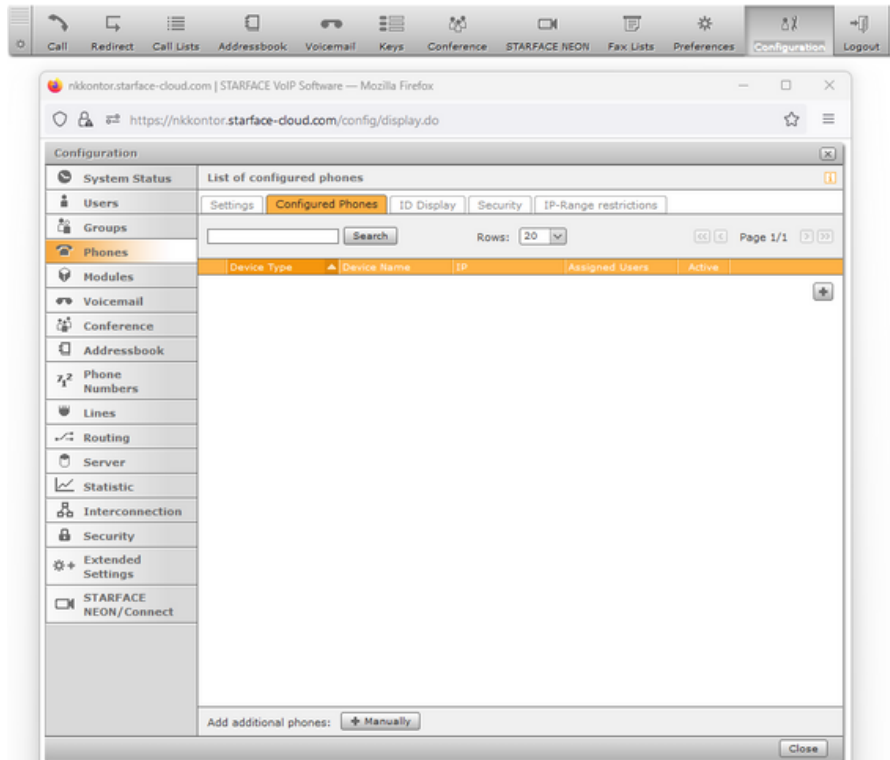 Call Redirect Call Lists Addressbook Voicemail Keys Conference STARFACE NEON Fax Lists Preferences Configuration Logout
nkkontor.starface-cloud.com | STARFACE VoIP Software — Mozilla Firefox
https://nkkontor.starface-cloud.com/config/display.do
Configuration
System Status
Users
Groups
Phones
Modules
Voicemail
Conference
Addressbook
Phone
Numbers
Lines
Routing
Server
Statistic
Interconnection
Security
Extended
Settings
STARFACE
NEON/Connect
List of configured phones
Settings Configured Phones ID Display Security IP-Range restrictions
Search Rows: 20 Page 1/1
Device Type Device Name IP Assigned Users Active
Add additional phones: Manually
Close